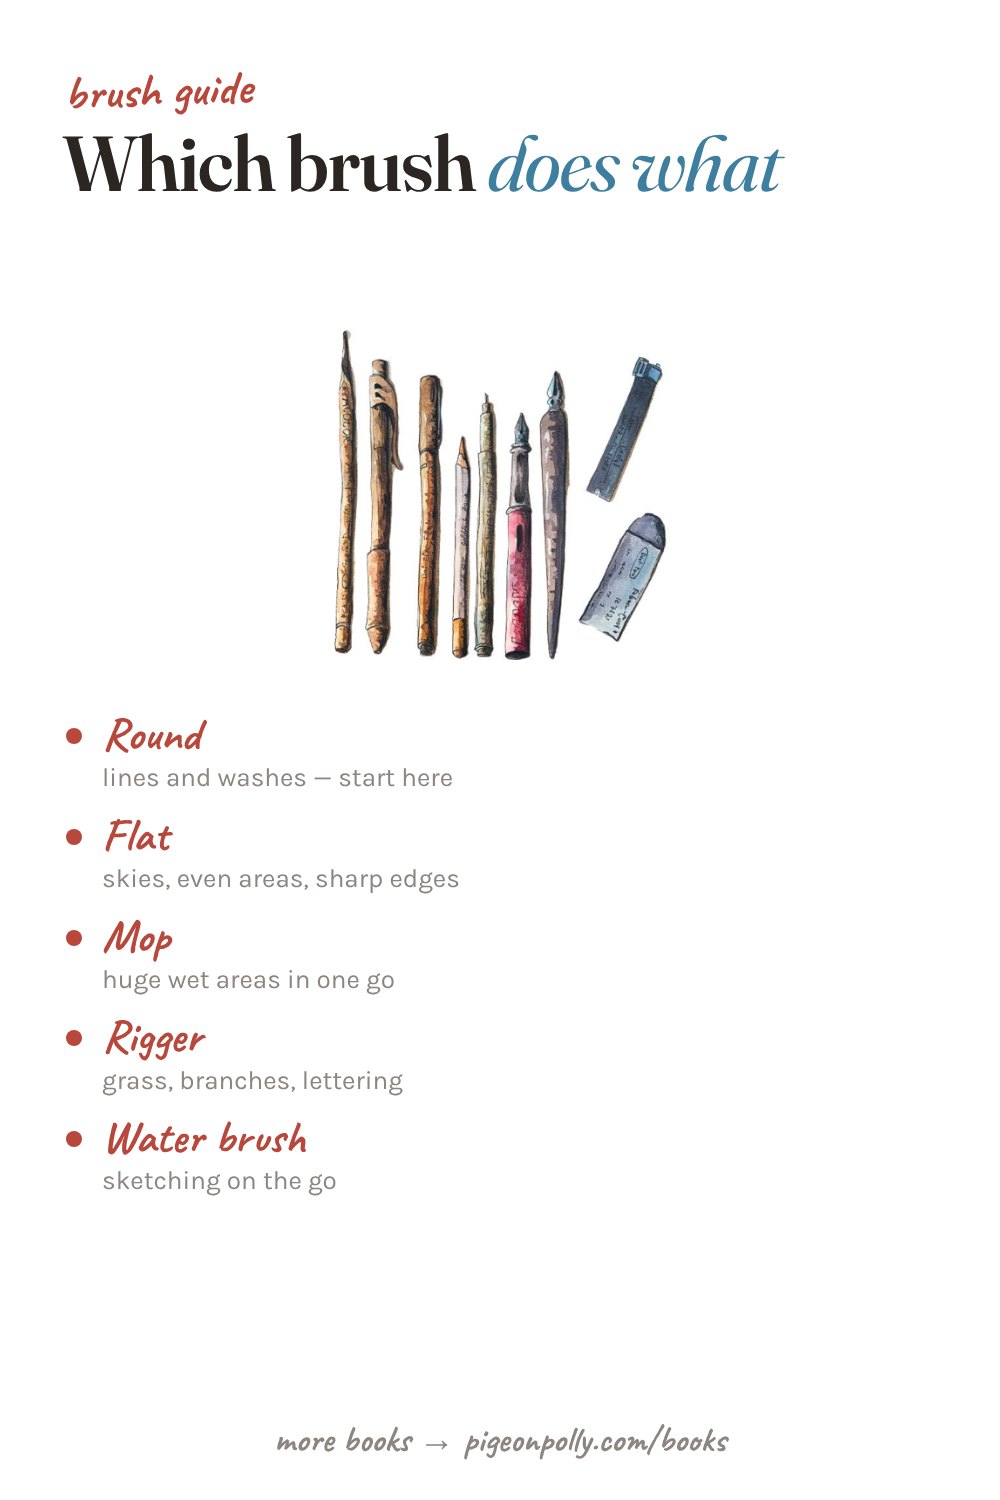 brush guide
Which brush does what
Round
lines and washes — start here
Flat
skies, even areas, sharp edges
Mop
huge wet areas in one go
Rigger
grass, branches, lettering
Water brush
sketching on the go
more books → pigeonpolly.com/books